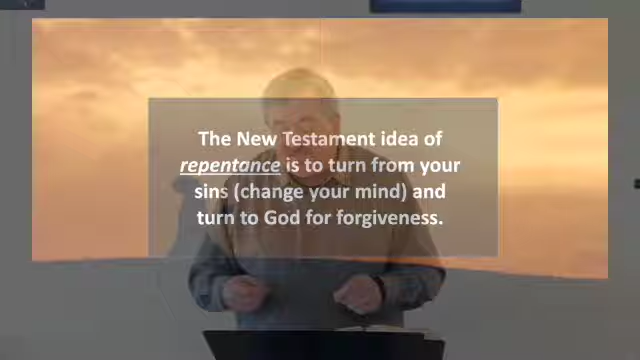 The New Testament idea of
repentance is to turn from your
sins (change your mind) and
turn to God for forgiveness.